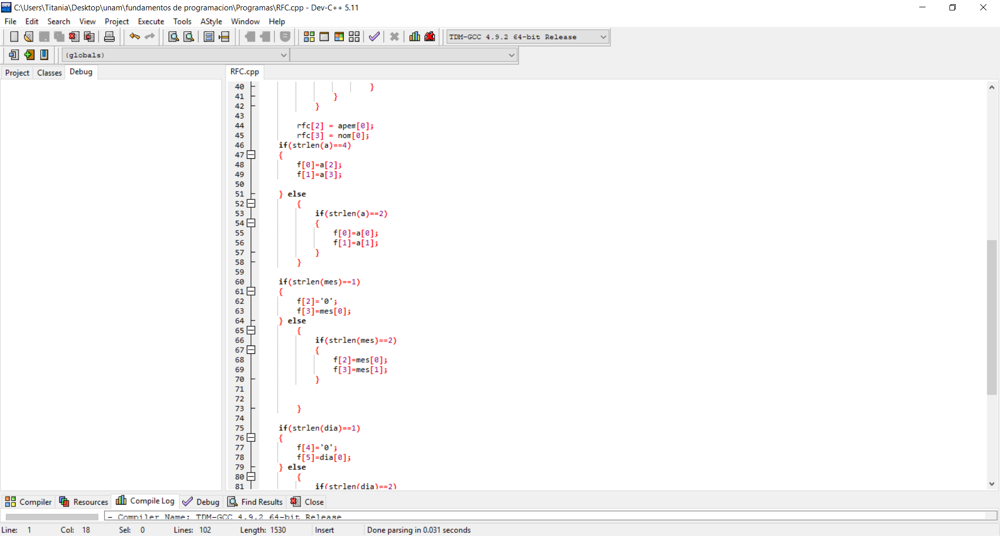 C:\Users\Titania\Desktop\unam\fundamentos de programacion\Programas\RFC.cpp - Dev-C++ 5.11
File Edit Search View Project Execute Tools AStyle Window Help
TDM-GCC 4.9.2 64-bit Release
(globals)
Project Classes Debug RFC.cpp
40 }
41 }
42 }
43
44 rfc[2] = apem[0];
45 rfc[3] = nom[0];
46 if(strlen(a)==4)
47 {
48 f[0]=a[2];
49 f[1]=a[3];
50
51 } else
52 {
53 if(strlen(a)==2)
54 {
55 f[0]=a[0];
56 f[1]=a[1];
57 }
58 }
59
60 if(strlen(mes)==1)
61 {
62 f[2]='0';
63 f[3]=mes[0];
64 } else
65 {
66 if(strlen(mes)==2)
67 {
68 f[2]=mes[0];
69 f[3]=mes[1];
70 }
71
72
73 }
74
75 if(strlen(dia)==1)
76 {
77 f[4]='0';
78 f[5]=dia[0];
79 } else
80 {
81 if(strlen(dia)==2)
Compiler Resources Compile Log Debug Find Results Close
- Compiler Name: TDM-GCC 4.9.2 64-bit Release
Line: 1 Col: 18 Sel: 0 Lines: 102 Length: 1530 Insert Done parsing in 0.031 seconds